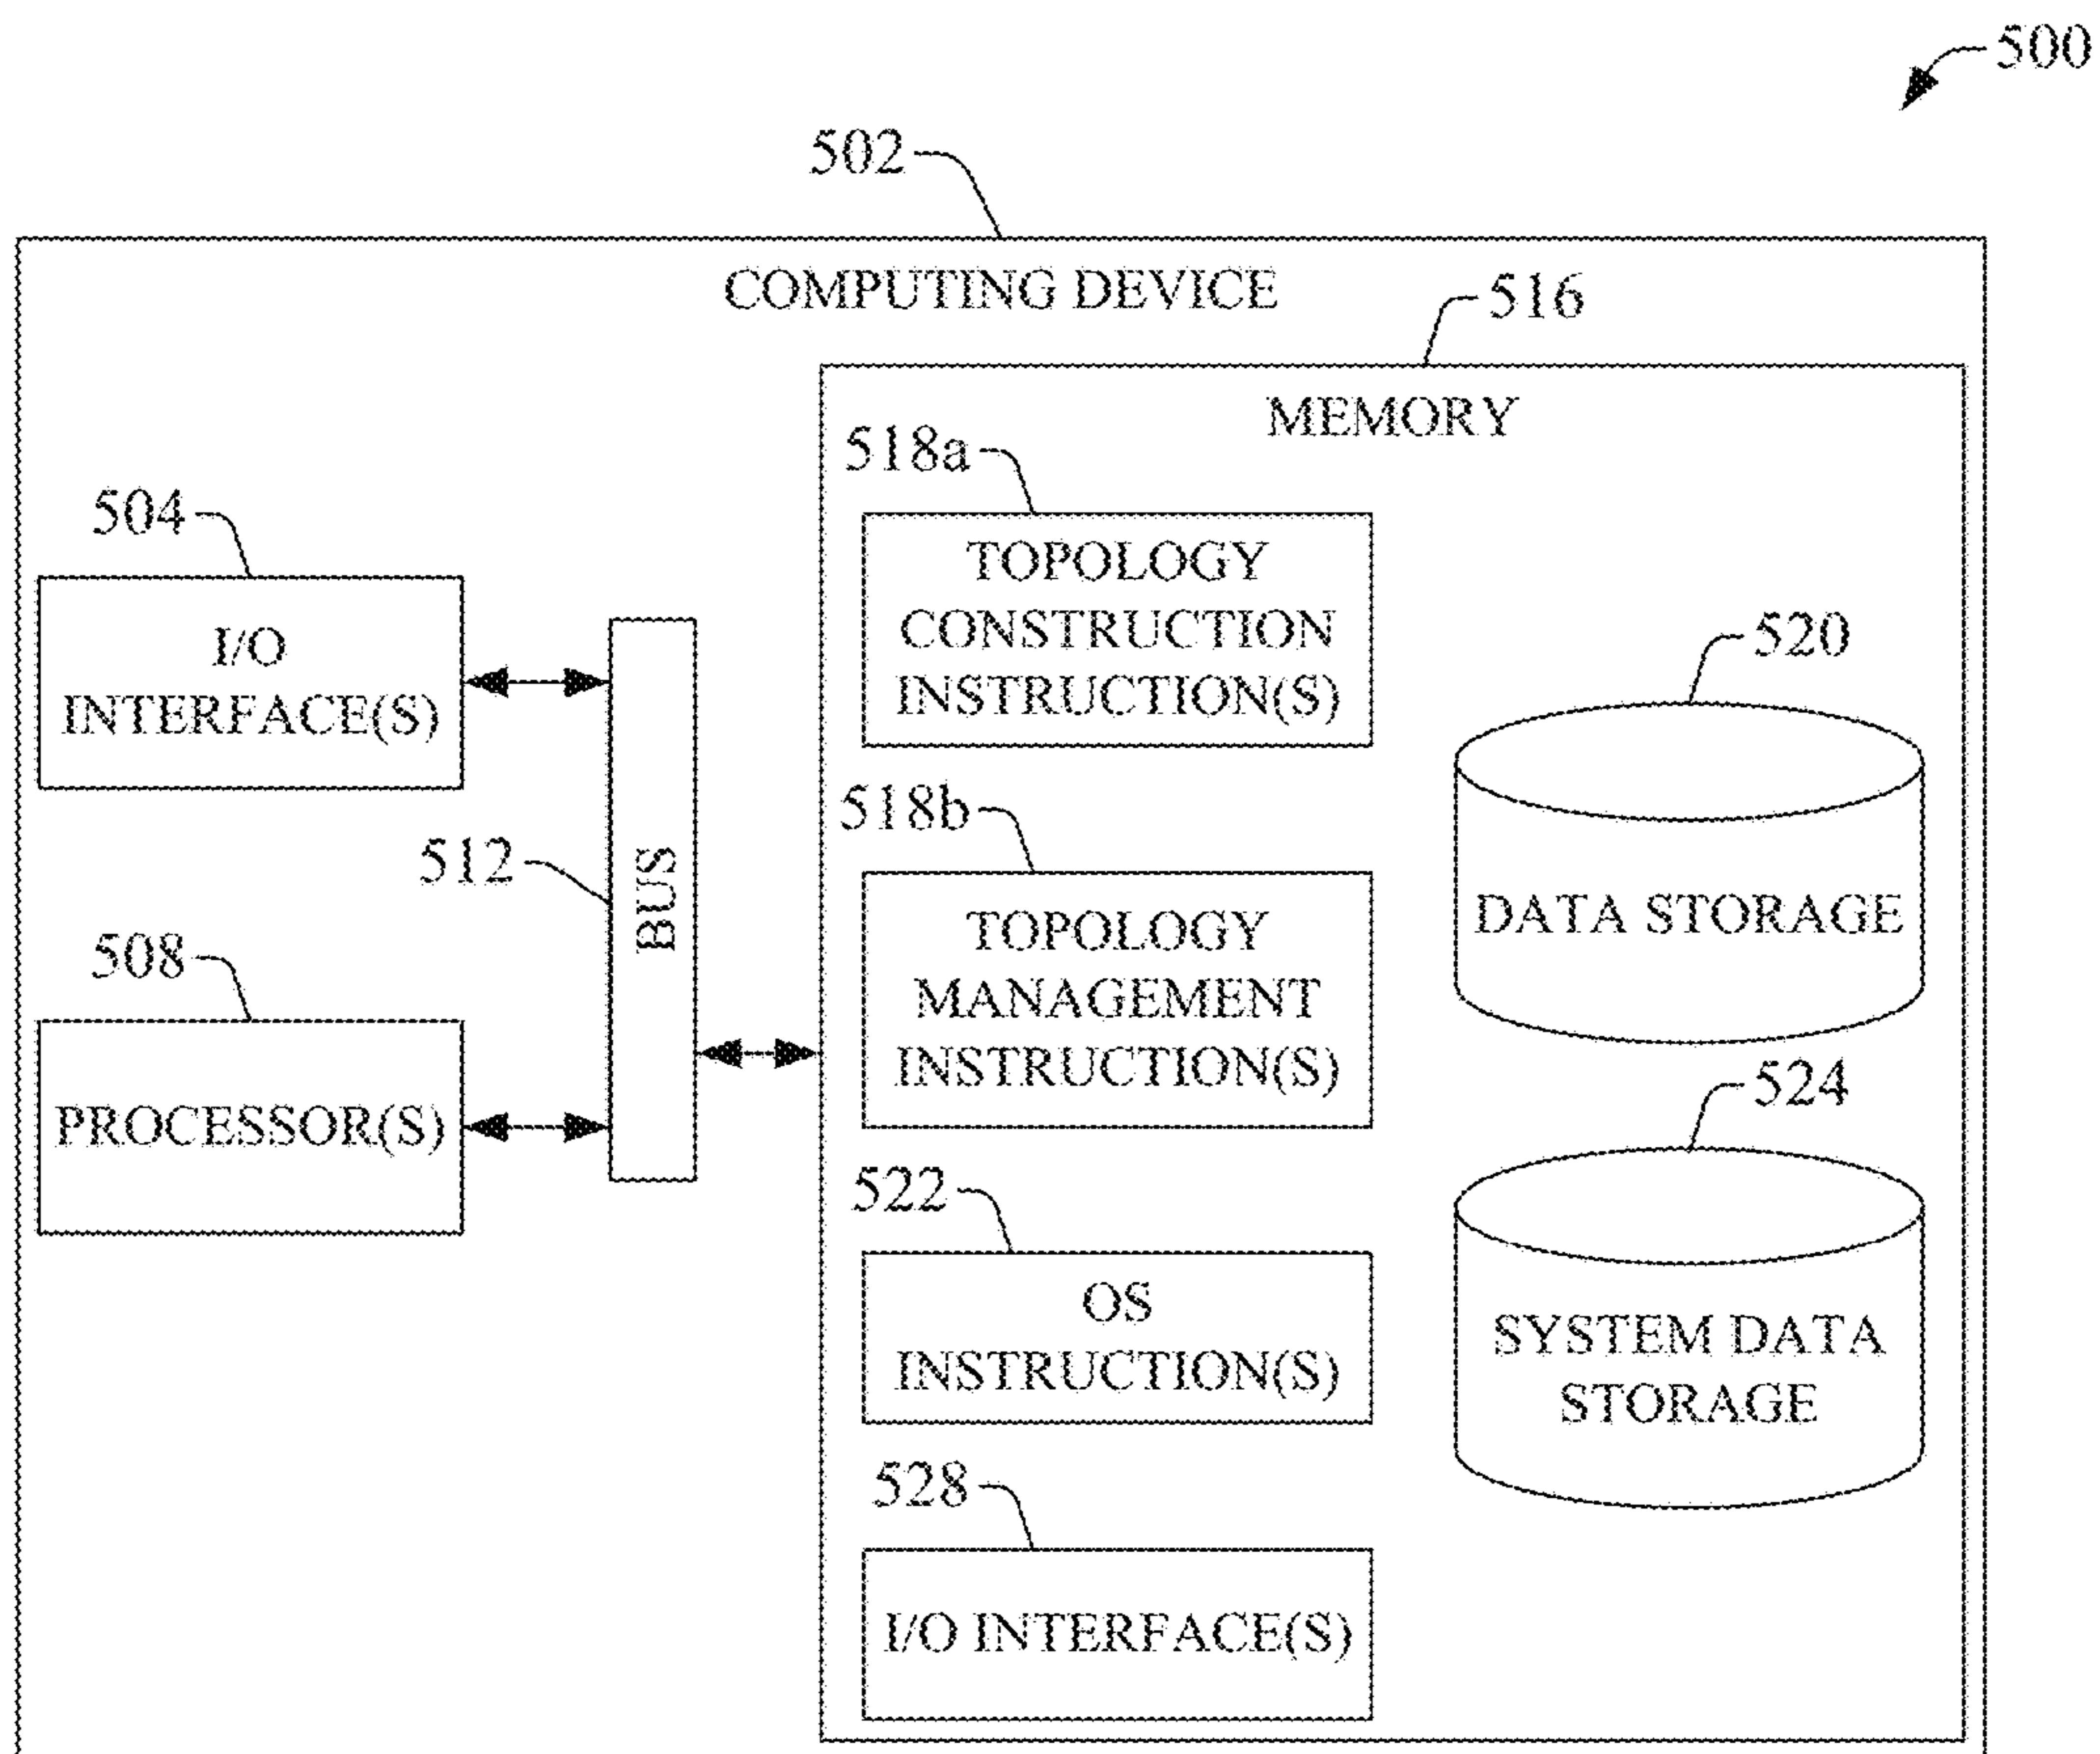 500
502
COMPUTING DEVICE
516
MEMORY
518a
TOPOLOGY
CONSTRUCTION
INSTRUCTION(S)
504
I/O
INTERFACE(S)
520
DATA STORAGE
512
BUS
518b
TOPOLOGY
MANAGEMENT
INSTRUCTION(S)
508
PROCESSOR(S)
524
SYSTEM DATA
STORAGE
522
OS
INSTRUCTION(S)
528
I/O INTERFACE(S)